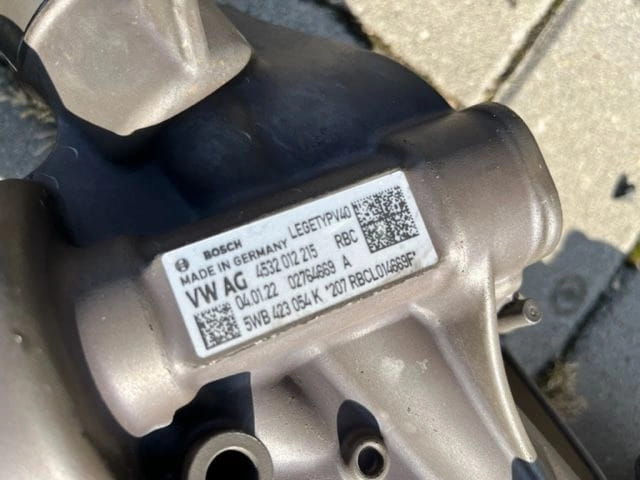 BOSCH LEGETYPV40
MADE IN GERMANY RBC
VW AG 4532 012 215
04.01.22 02764669 A
5WB 423 054 K *207 RBCL014669F*